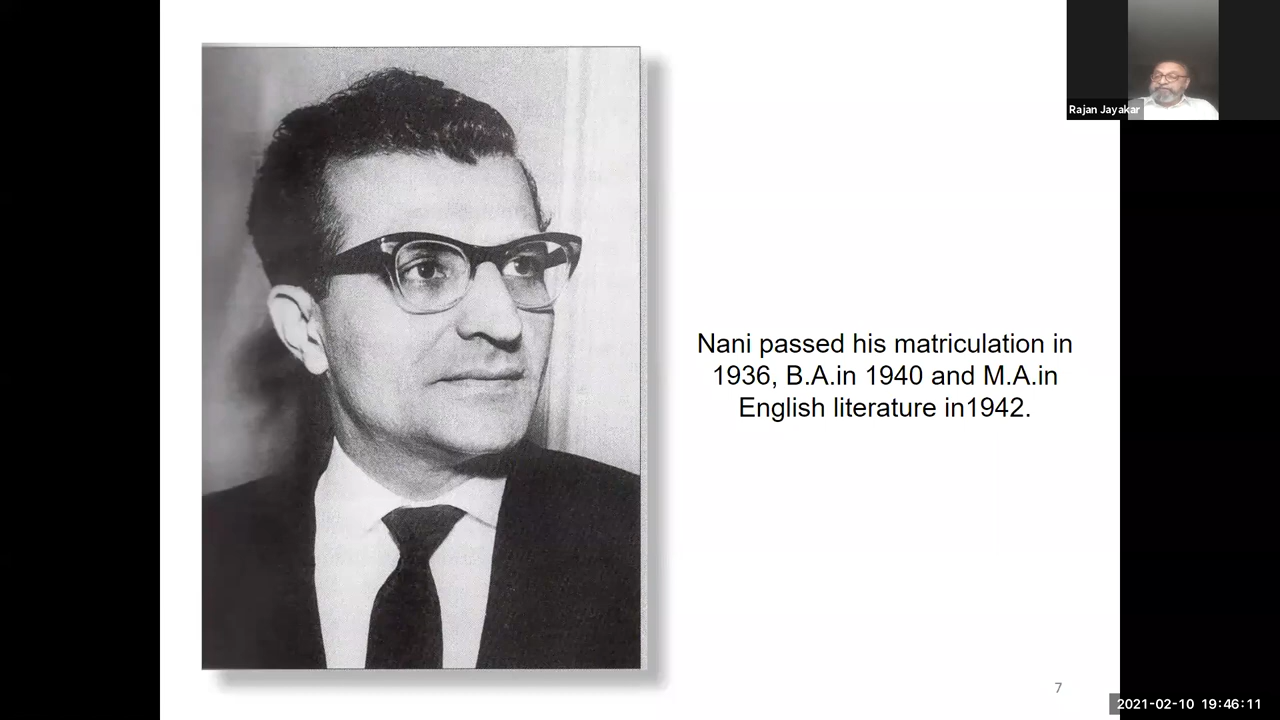 Rajan Jayakar
Nani passed his matriculation in
1936, B.A.in 1940 and M.A.in
English literature in1942.
7
2021-02-10 19:46:11